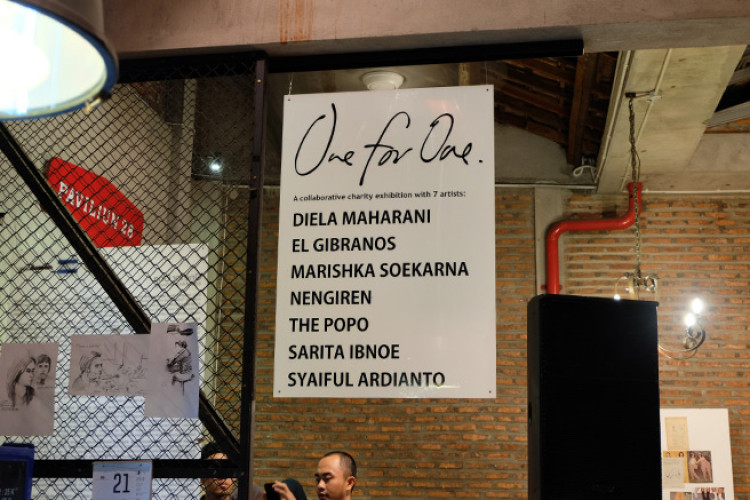 One for One.
A collaborative charity exhibition with 7 artists:
DIELA MAHARANI
EL GIBRANOS
MARISHKA SOEKARNA
NENGIREN
THE POPO
SARITA IBNOE
SYAIFUL ARDIANTO
PAVILIUN 28
21